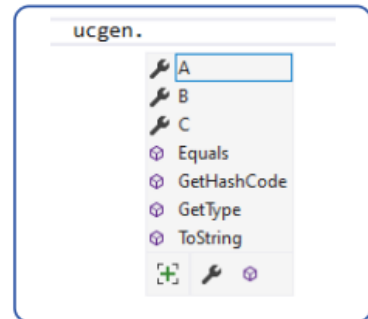 ucgen.
A
B
C
Equals
GetHashCode
GetType
ToString